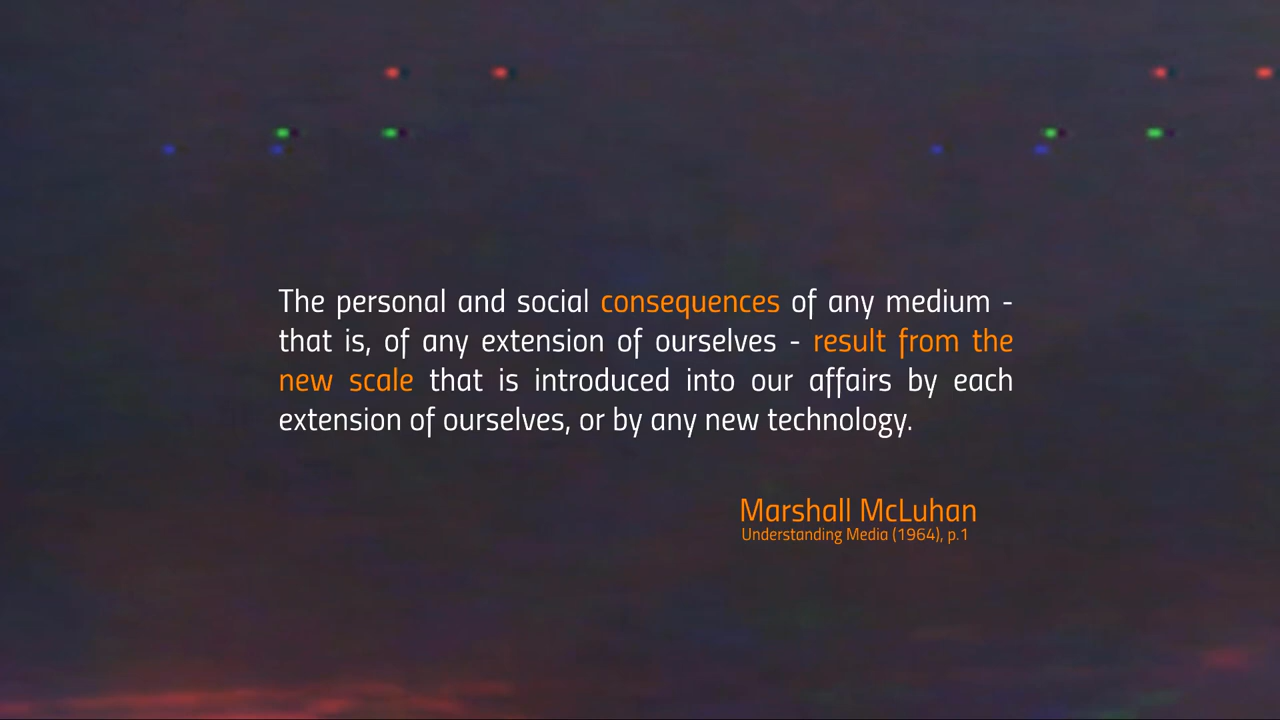 The personal and social consequences of any medium -
that is, of any extension of ourselves - result from the
new scale that is introduced into our affairs by each
extension of ourselves, or by any new technology.
Marshall McLuhan
Understanding Media (1964), p.1